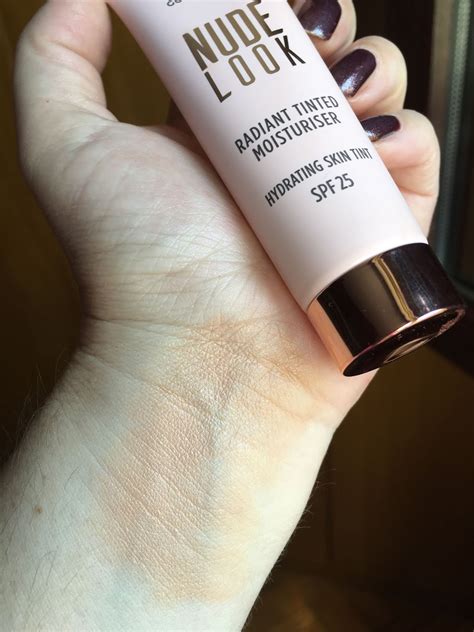 NUDE
LOOK
RADIANT TINTED
MOISTURISER
HYDRATING SKIN TINT
SPF 25